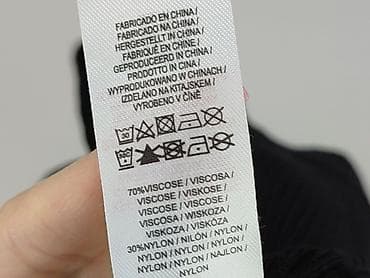 FABRICADO EN CHINA /
FABRICADO NA CHINA /
HERGESTELLT IN CHINA /
FABRIQUÉ EN CHINE /
GEPRODUCEERD IN CHINA /
PRODOTTO IN CINA /
WYPRODUKOWANO W CHINACH /
IZDELANO NA KITAJSKEM /
VYROBENO V ČÍNĚ
30
70%VISCOSE / VISCOSA /
VISCOSE / VISKOSE /
VISCOSE / VISCOSE /
VISCOSA / WISKOZA /
VISKOZA / VISKÓZA
30%NYLON / NILÓN / NYLON /
NYLON / NYLON / NYLON /
NYLON / NYLON / NAJLON /
NYLON